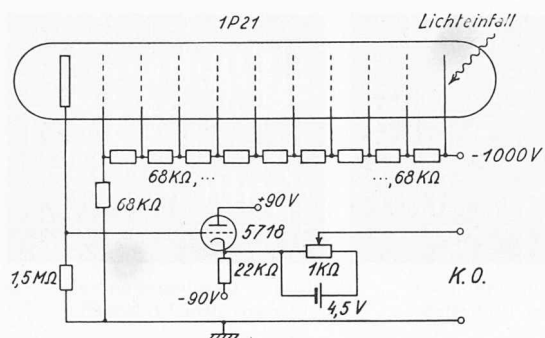 1P21
Lichteinfall
-1000V
68KΩ,...
...,68KΩ
68KΩ
+90V
5718
1,5MΩ
22KΩ
1KΩ
K.O.
-90V
4,5V